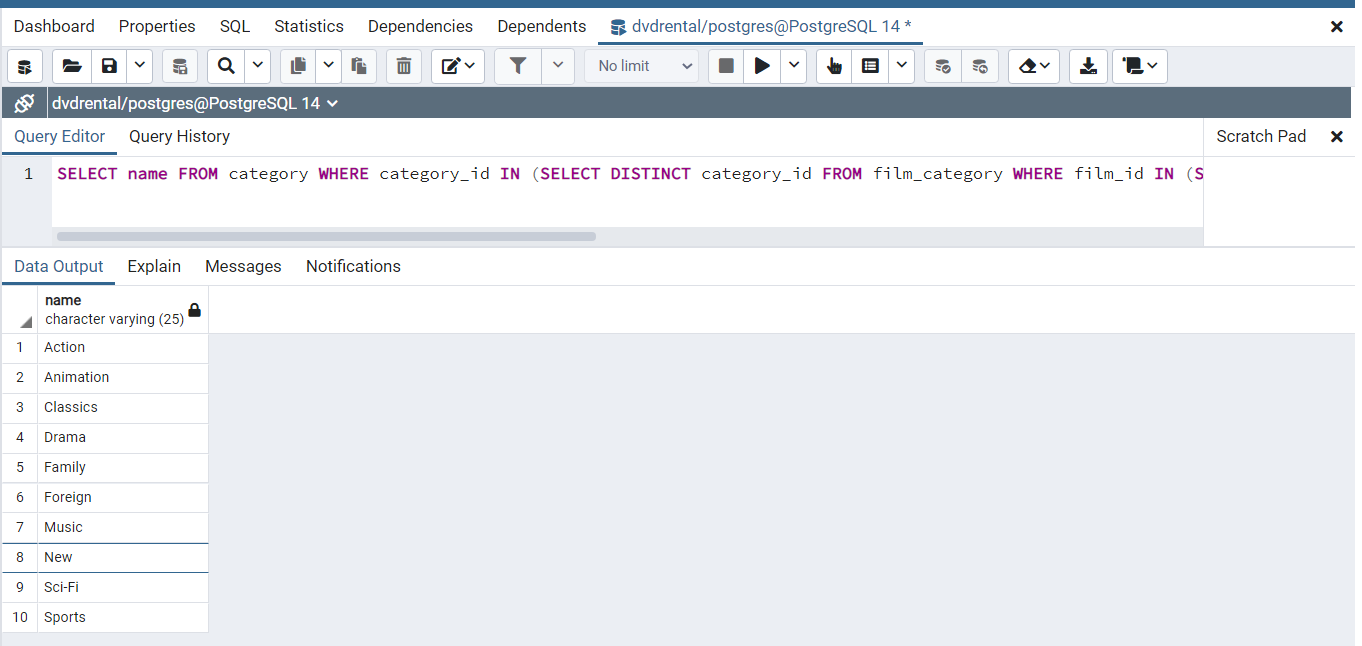 Dashboard Properties SQL Statistics Dependencies Dependents dvdrental/postgres@PostgreSQL 14 *
No limit
dvdrental/postgres@PostgreSQL 14
Query Editor Query History Scratch Pad
1 SELECT name FROM category WHERE category_id IN (SELECT DISTINCT category_id FROM film_category WHERE film_id IN (S
Data Output Explain Messages Notifications
name
character varying (25)
1 Action
2 Animation
3 Classics
4 Drama
5 Family
6 Foreign
7 Music
8 New
9 Sci-Fi
10 Sports